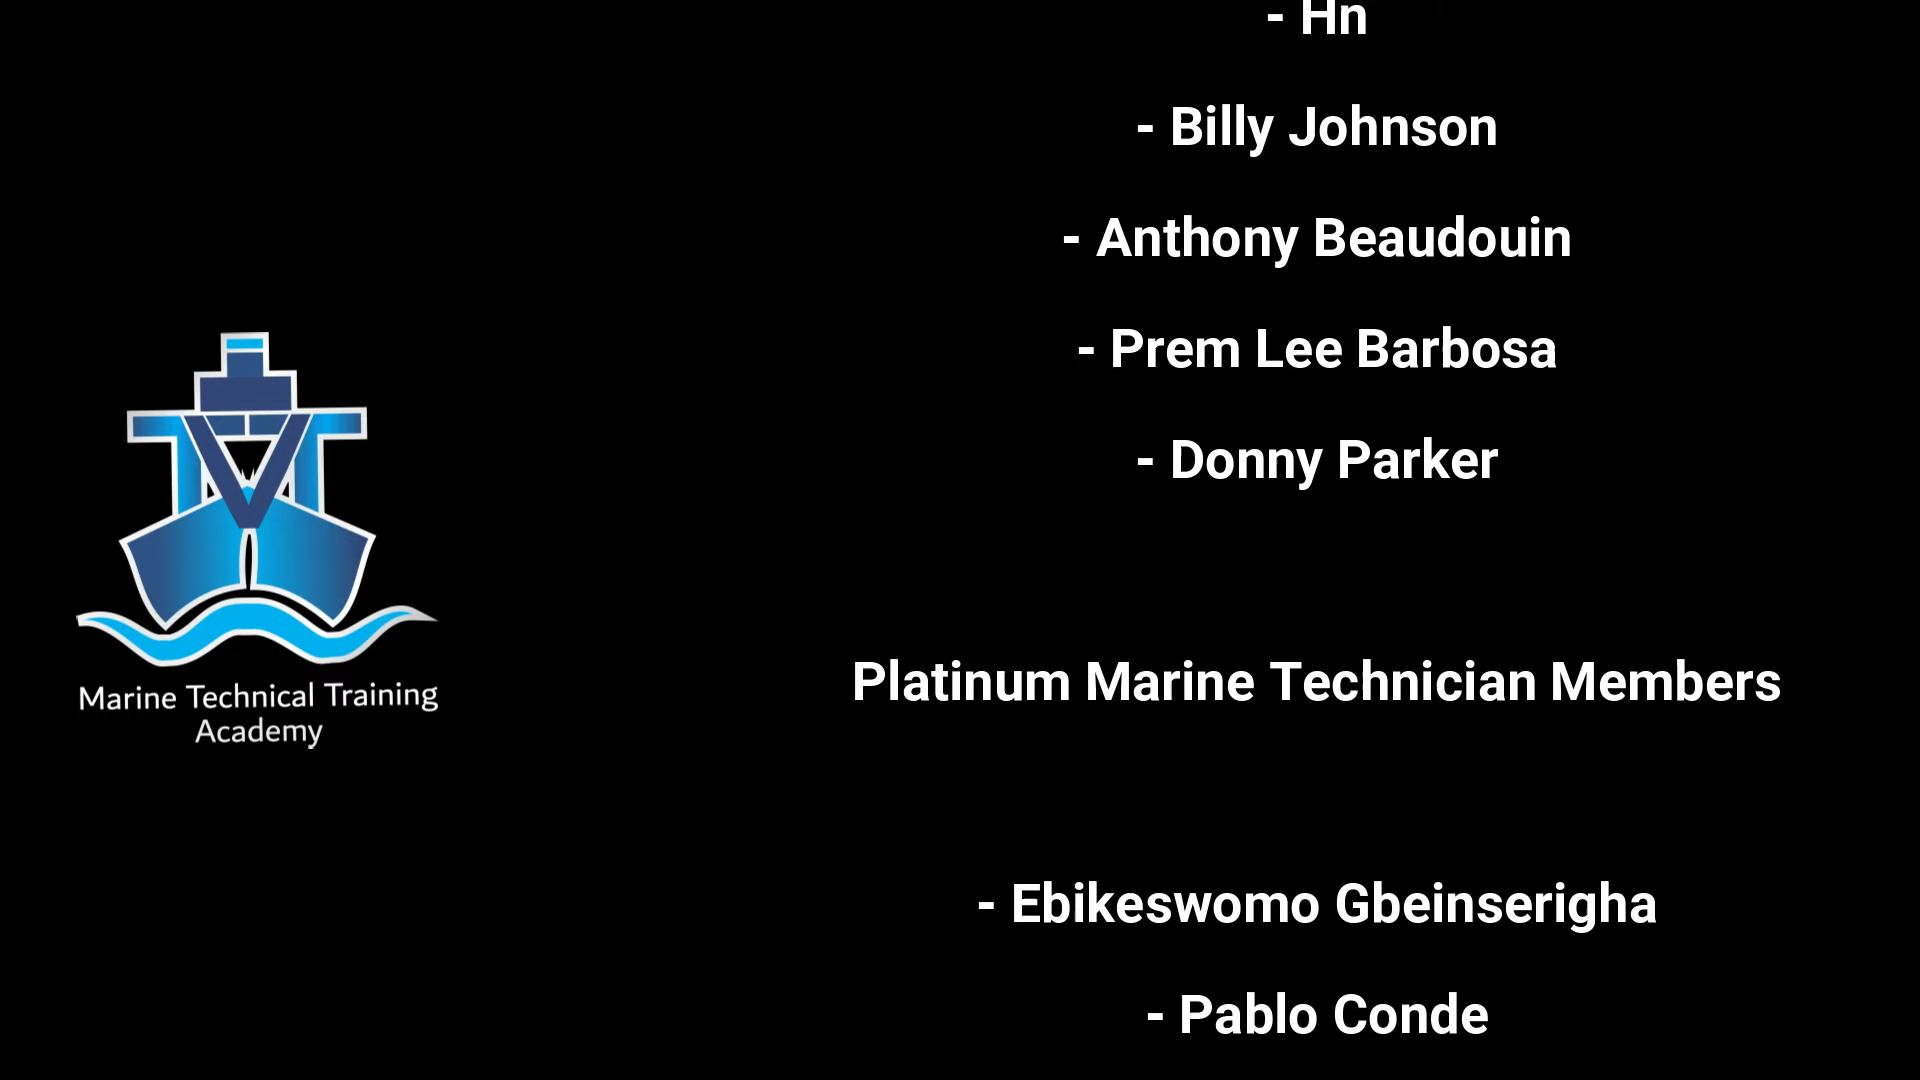 - Hn
- Billy Johnson
- Anthony Beaudouin
- Prem Lee Barbosa
- Donny Parker
Marine Technical Training
Academy
Platinum Marine Technician Members
- Ebikeswomo Gbeinserigha
- Pablo Conde